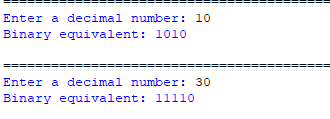 ==========================================
Enter a decimal number: 10
Binary equivalent: 1010
==========================================
Enter a decimal number: 30
Binary equivalent: 11110